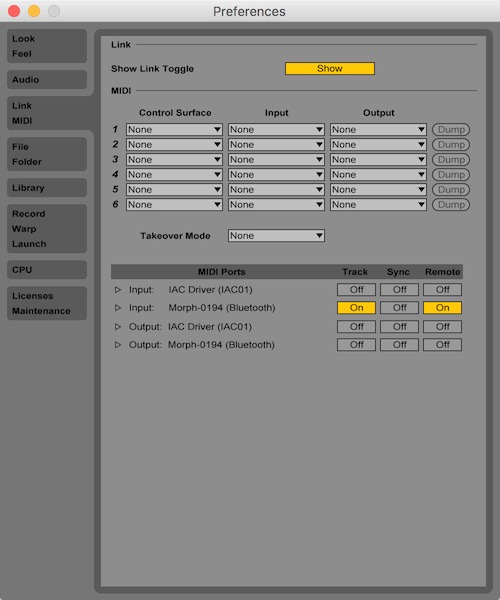 Preferences
Look
Feel
Audio
Link
MIDI
File
Folder
Library
Record
Warp
Launch
CPU
Licenses
Maintenance
Link
Show Link Toggle Show
MIDI
Control Surface Input Output
1 None None None Dump
2 None None None Dump
3 None None None Dump
4 None None None Dump
5 None None None Dump
6 None None None Dump
Takeover Mode None
MIDI Ports Track Sync Remote
Input: IAC Driver (IAC01) Off Off Off
Input: Morph-0194 (Bluetooth) On Off On
Output: IAC Driver (IAC01) Off Off Off
Output: Morph-0194 (Bluetooth) Off Off Off